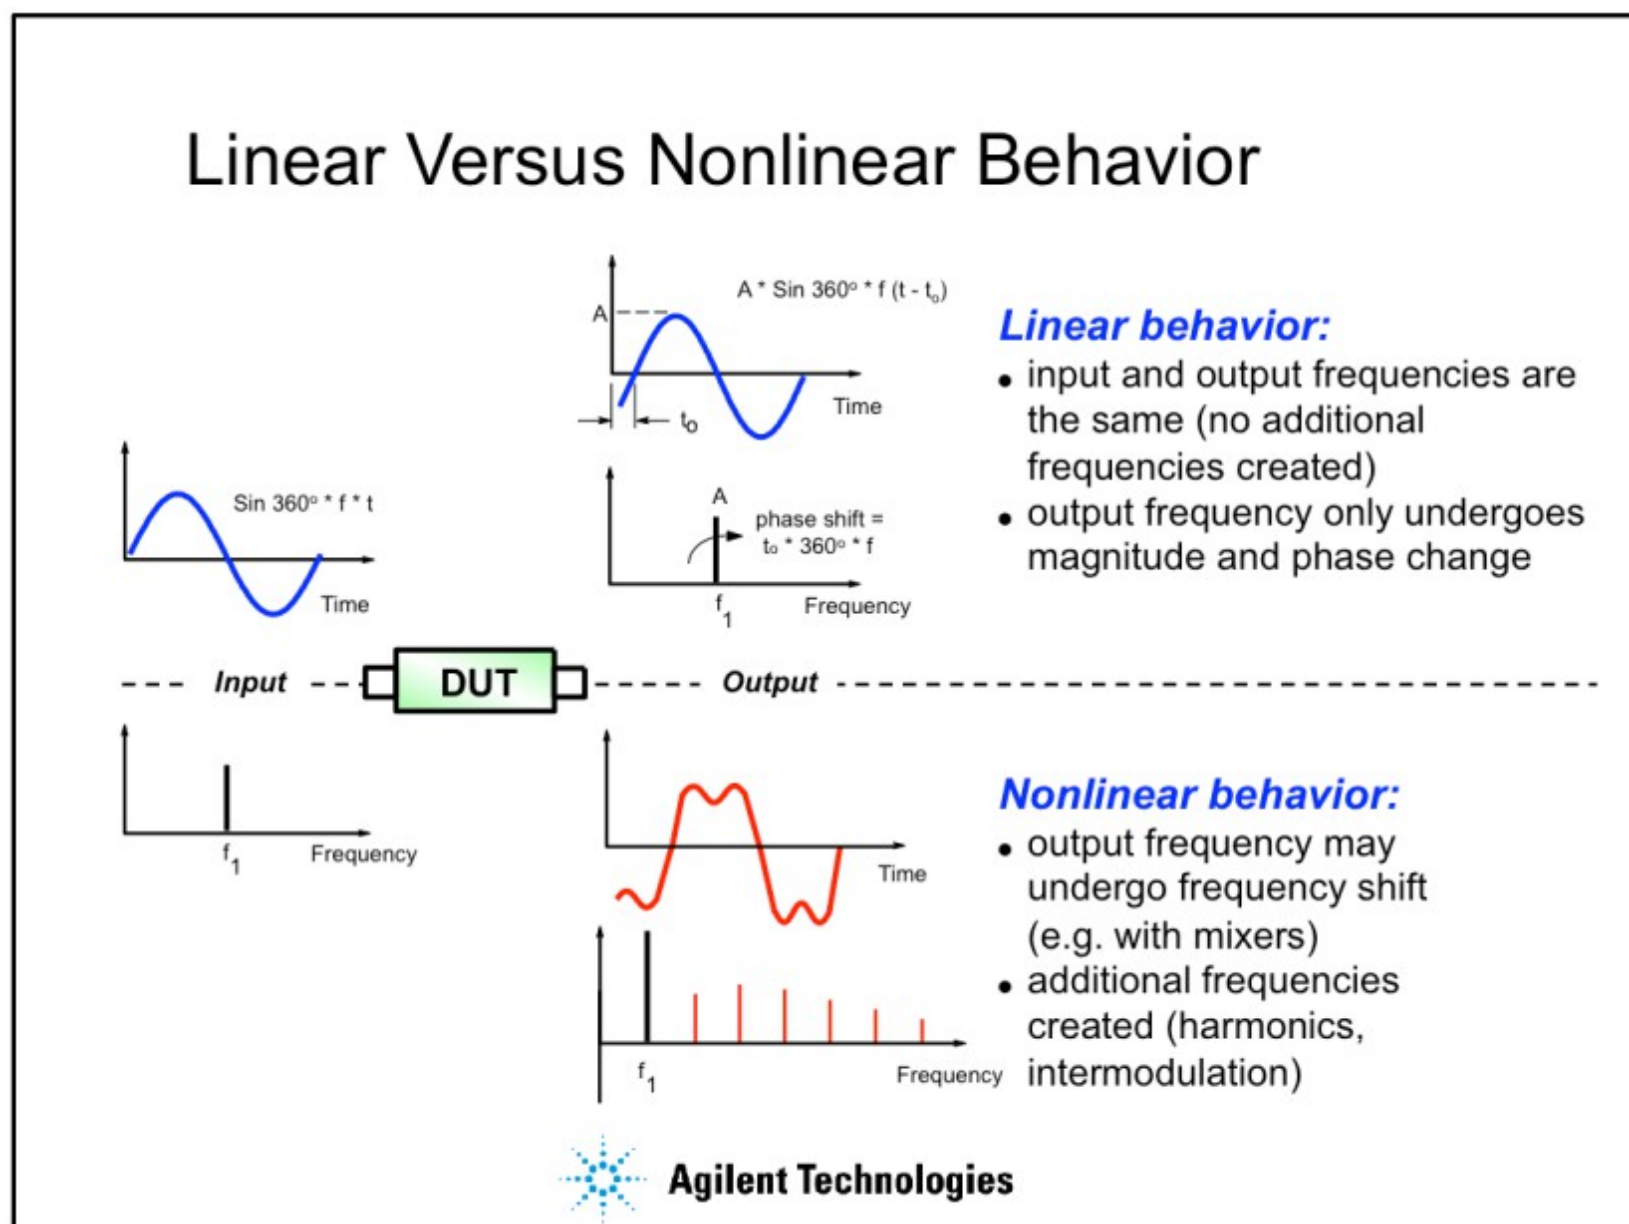 Linear Versus Nonlinear Behavior
A * Sin 360º * f (t - to)
A
Time
to
Sin 360º * f * t
Time
A
phase shift =
to * 360º * f
f1
Frequency
Linear behavior:
• input and output frequencies are
the same (no additional
frequencies created)
• output frequency only undergoes
magnitude and phase change
Input
DUT
Output
f1
Frequency
Time
f1
Frequency
Nonlinear behavior:
• output frequency may
undergo frequency shift
(e.g. with mixers)
• additional frequencies
created (harmonics,
intermodulation)
Agilent Technologies